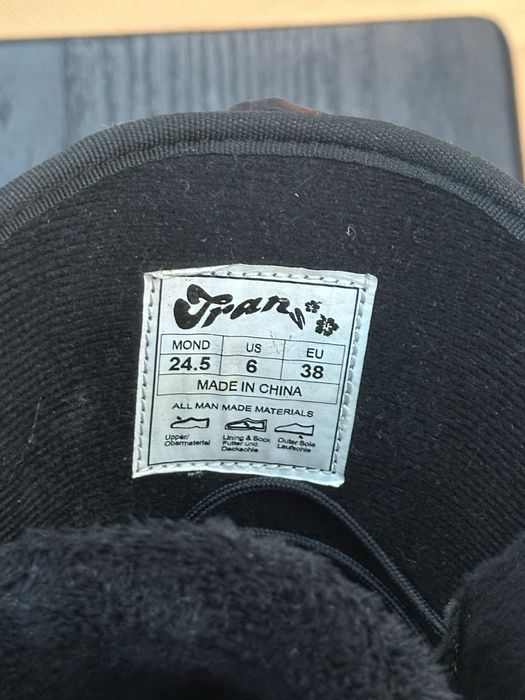 Trans
MOND US EU
24.5 6 38
MADE IN CHINA
ALL MAN MADE MATERIALS
Upper/ Lining & Sock Outer Sole
Obermaterial Futter und Laufsohle
Decksohle